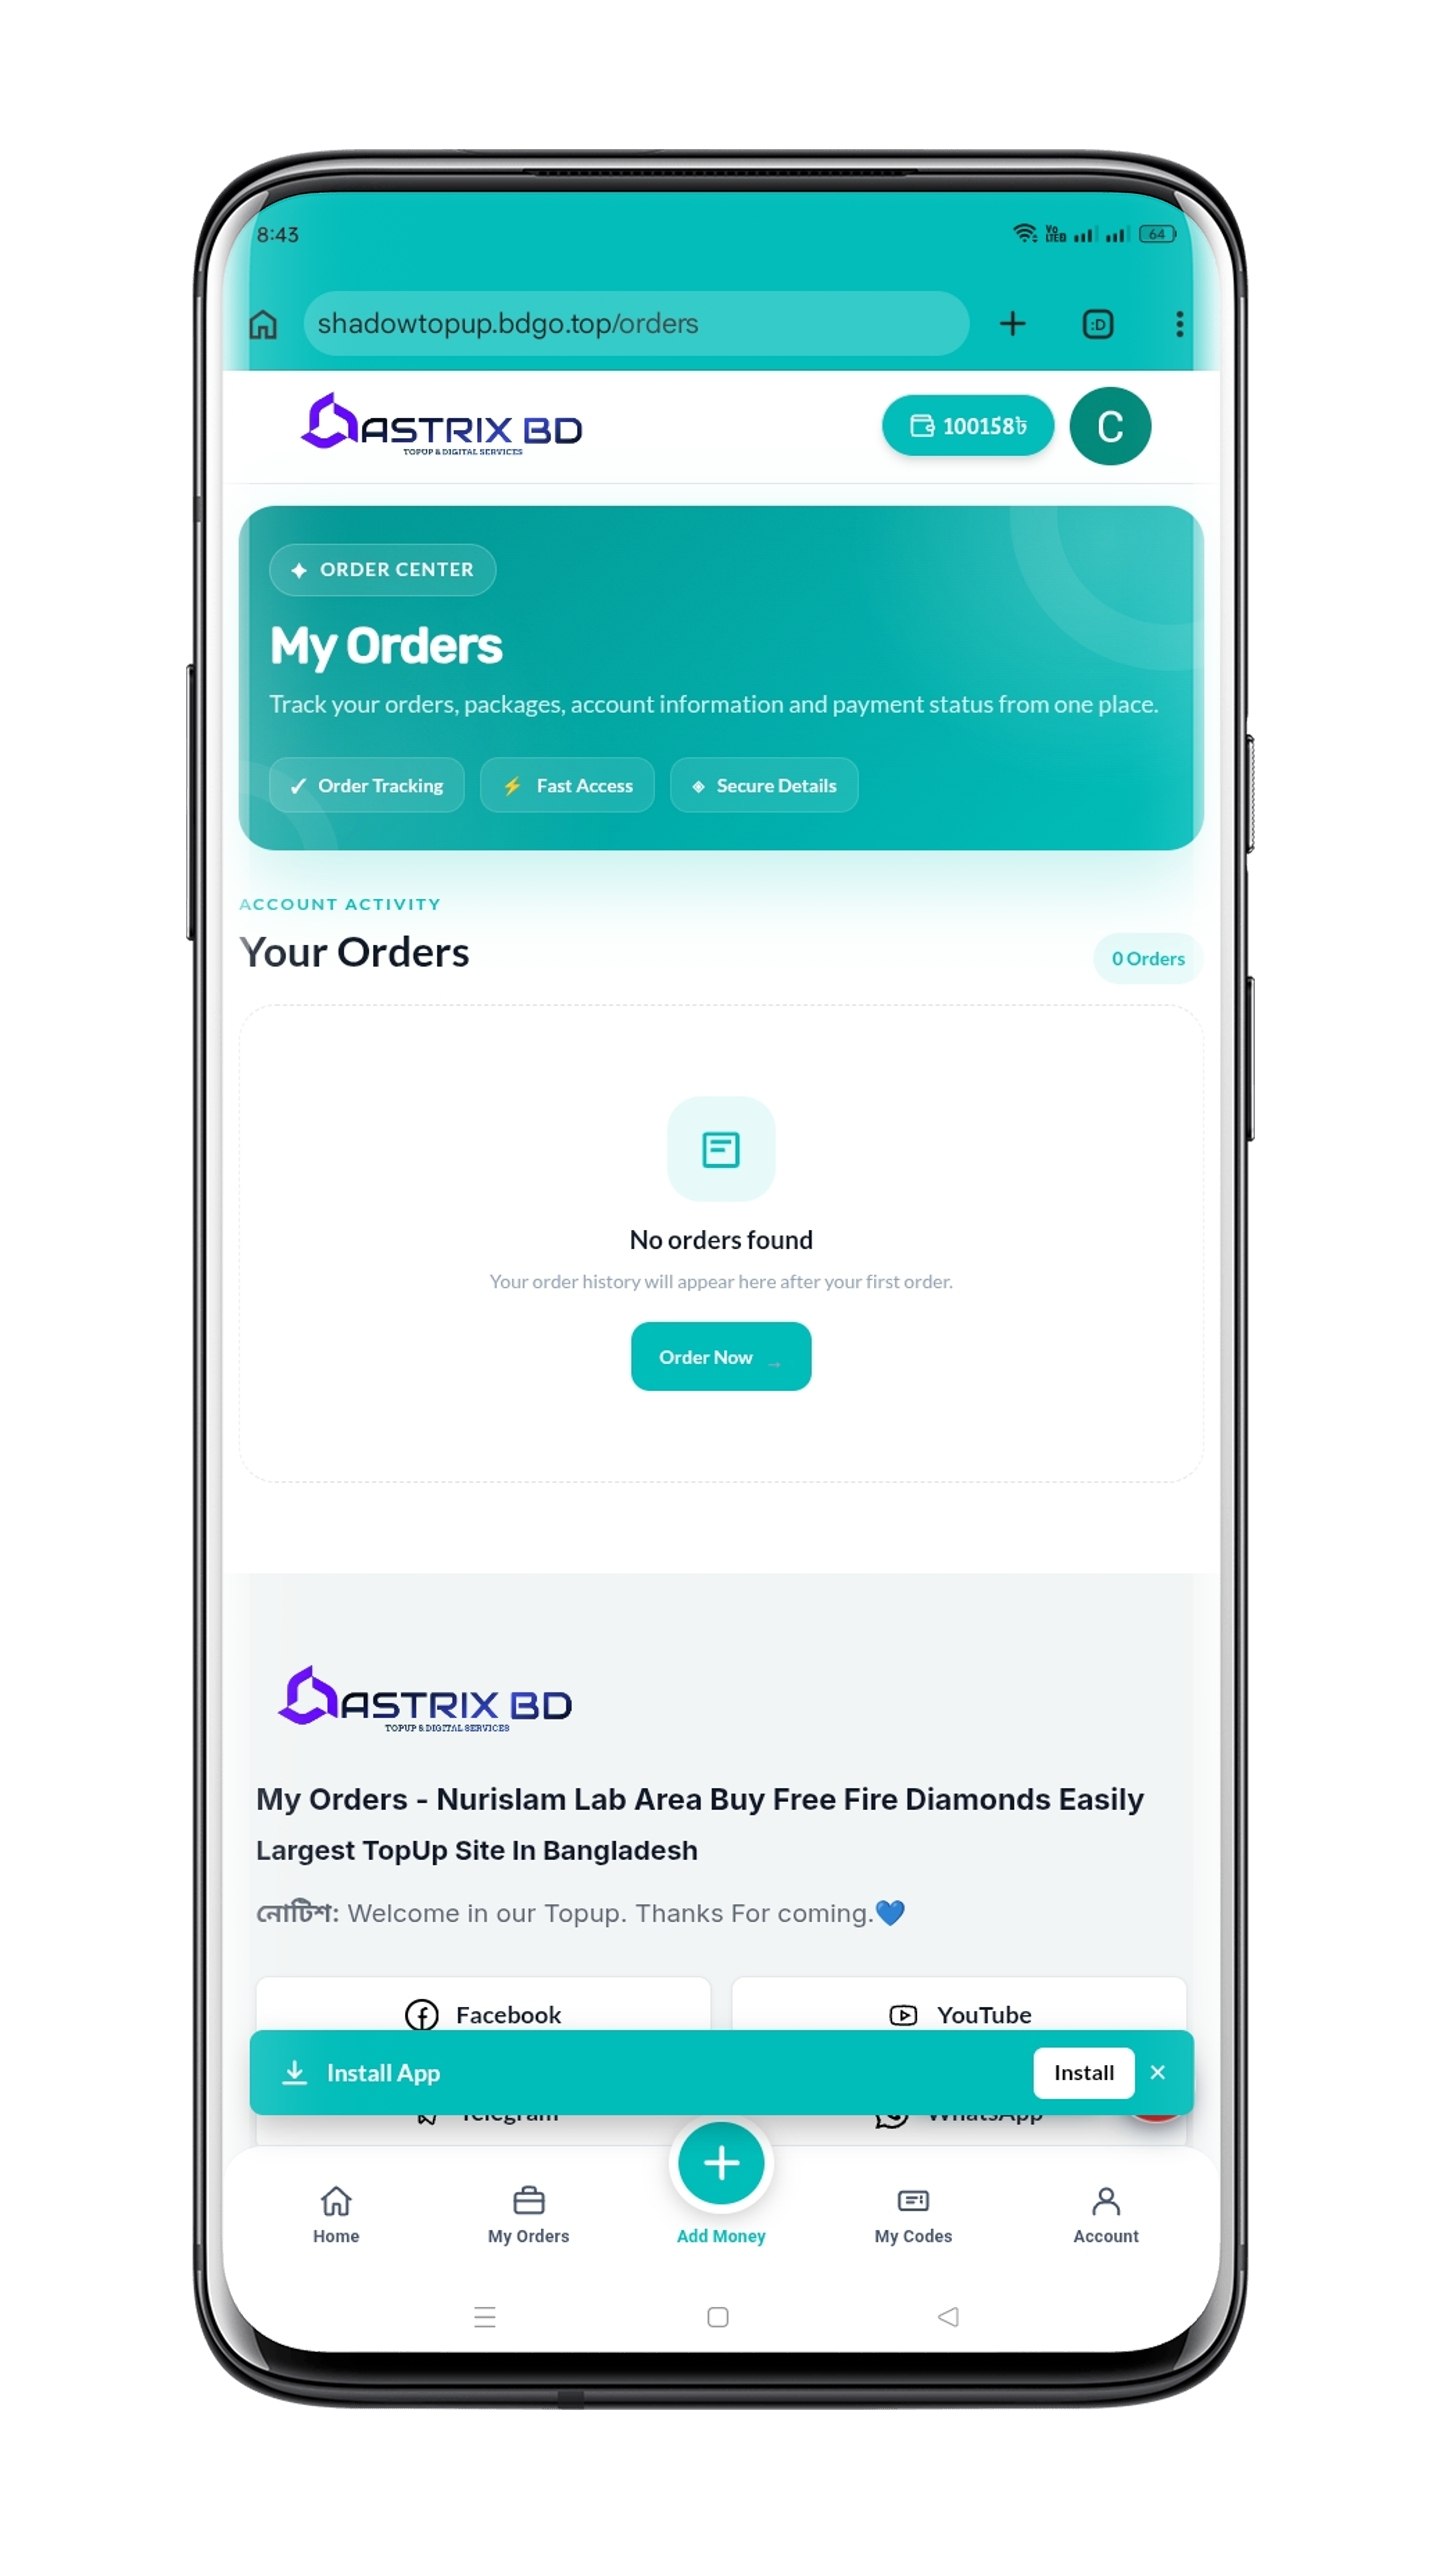 8:43
Vo LTED
64
shadowtopup.bdgo.top/orders
:D
ASTRIX BD
TOPUP & DIGITAL SERVICES
100158৳
C
ORDER CENTER
My Orders
Track your orders, packages, account information and payment status from one place.
Order Tracking
Fast Access
Secure Details
ACCOUNT ACTIVITY
Your Orders
0 Orders
No orders found
Your order history will appear here after your first order.
Order Now →
ASTRIX BD
TOPUP & DIGITAL SERVICES
My Orders - Nurislam Lab Area Buy Free Fire Diamonds Easily
Largest TopUp Site In Bangladesh
নোটিশ: Welcome in our Topup. Thanks For coming.💙
Facebook
YouTube
Install App
Install
Telegram
WhatsApp
Home
My Orders
Add Money
My Codes
Account